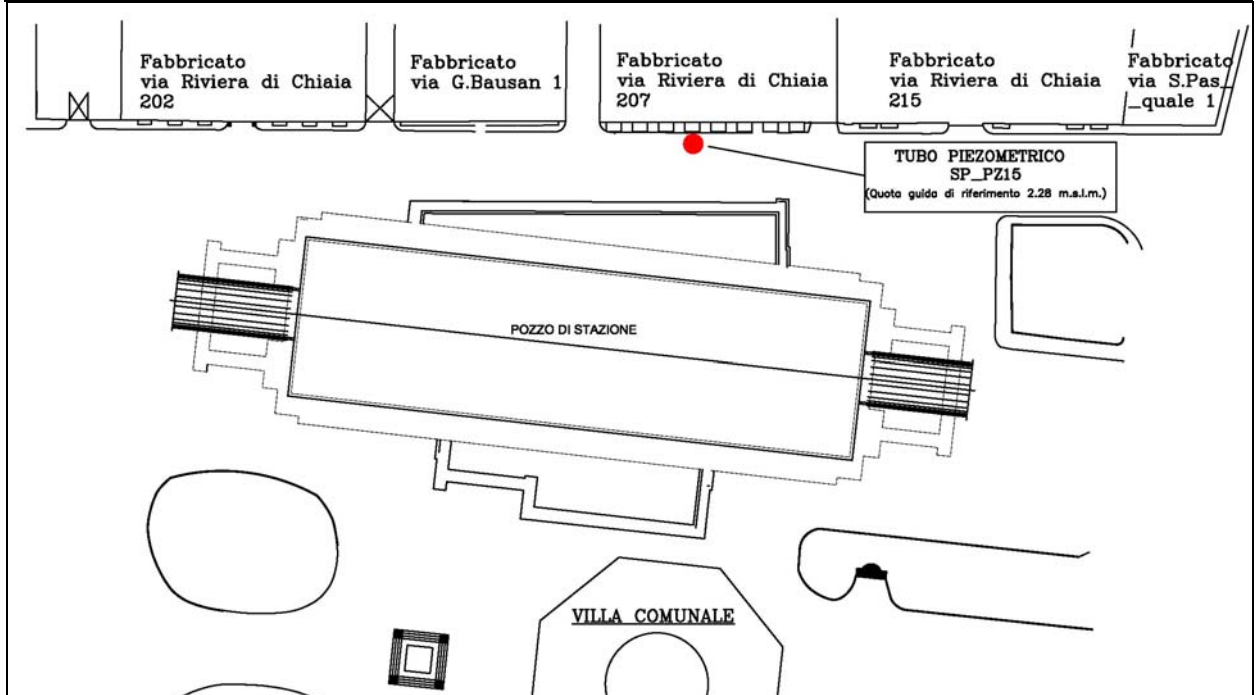 Fabbricato
via Riviera di Chiaia
202
Fabbricato
via G.Bausan 1
Fabbricato
via Riviera di Chiaia
207
Fabbricato
via Riviera di Chiaia
215
Fabbricato
via S.Pas_
_quale 1
TUBO PIEZOMETRICO
SP_PZ15
(Quota guida di riferimento 2.28 m.s.l.m.)
POZZO DI STAZIONE
VILLA COMUNALE